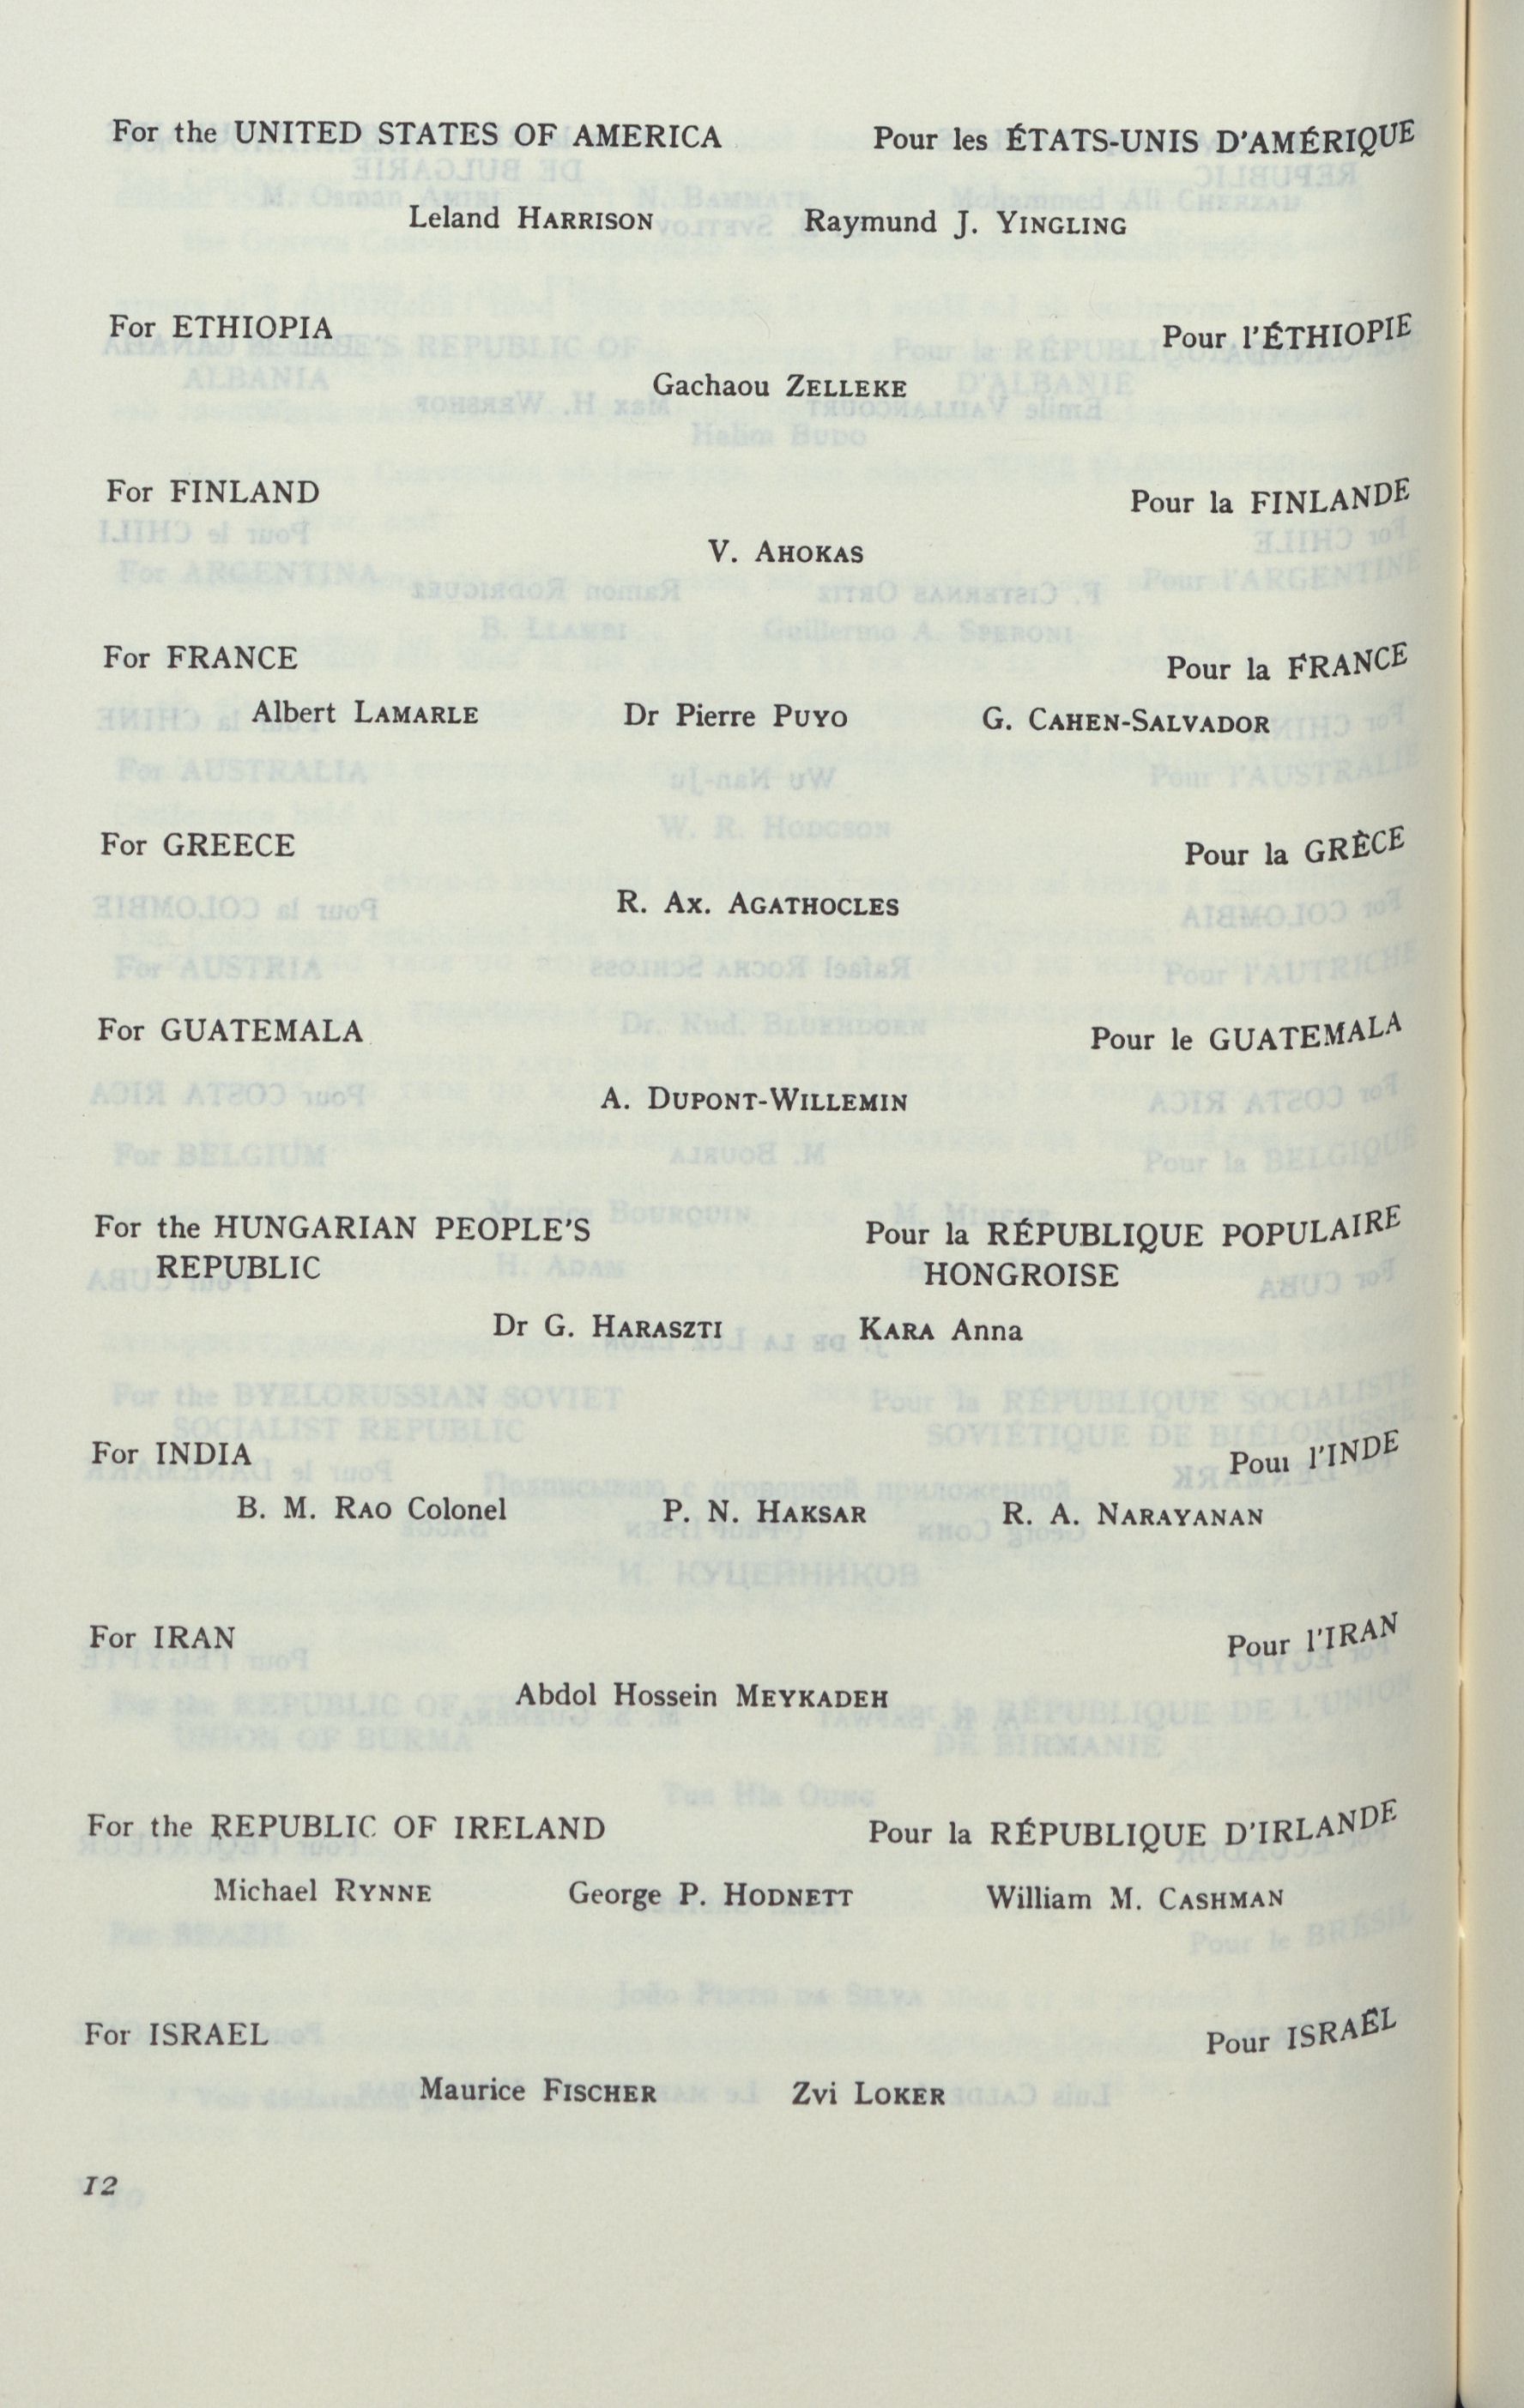 For the UNITED STATES OF AMERICA Pour les ÉTATS-UNIS D'AMÉRIQUE
Leland HARRISON Raymund J. YINGLING
For ETHIOPIA Pour l'ÉTHIOPIE
Gachaou ZELLEKE
For FINLAND Pour la FINLANDE
V. AHOKAS
For FRANCE Pour la FRANCE
Albert LAMARLE Dr Pierre PUYO G. CAHEN-SALVADOR
For GREECE Pour la GRÈCE
R. Ax. AGATHOCLES
For GUATEMALA Pour le GUATEMALA
A. DUPONT-WILLEMIN
For the HUNGARIAN PEOPLE'S Pour la RÉPUBLIQUE POPULAIRE
REPUBLIC HONGROISE
Dr G. HARASZTI KARA Anna
For INDIA Pour l'INDE
B. M. RAO Colonel P. N. HAKSAR R. A. NARAYANAN
For IRAN Pour l'IRAN
Abdol Hossein MEYKADEH
For the REPUBLIC OF IRELAND Pour la RÉPUBLIQUE D'IRLANDE
Michael RYNNE George P. HODNETT William M. CASHMAN
For ISRAEL Pour ISRAËL
Maurice FISCHER Zvi LOKER
12